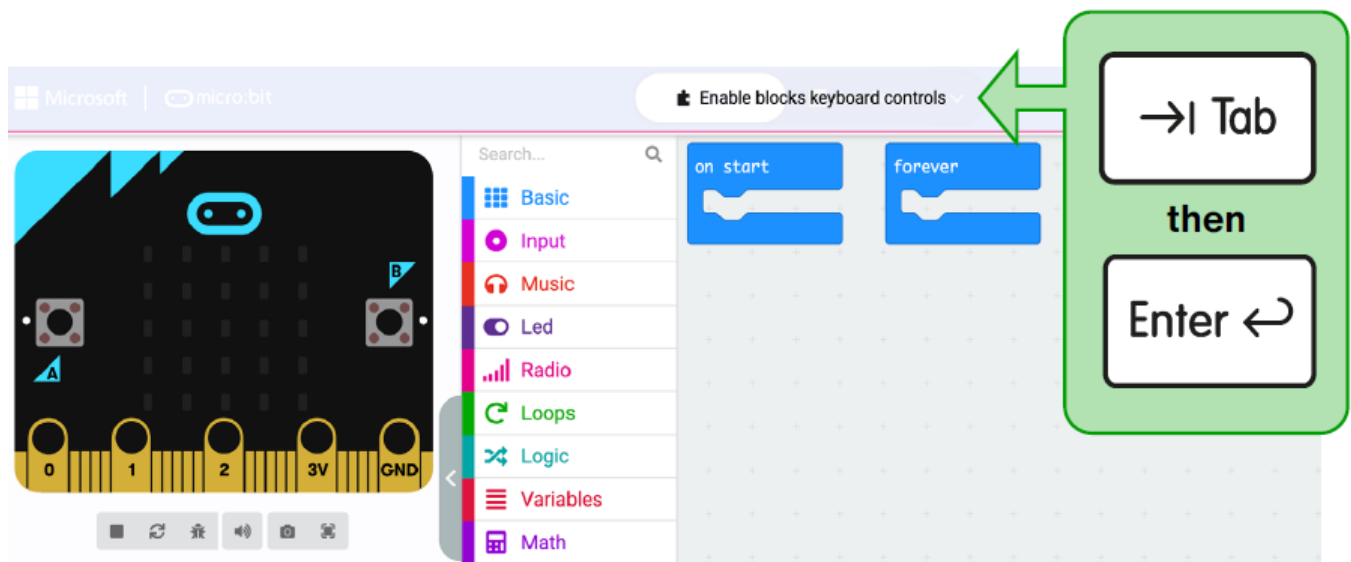 Microsoft | micro:bit
Enable blocks keyboard controls
Tab
then
Enter
Search...
Basic
Input
Music
Led
Radio
Loops
Logic
Variables
Math
on start
forever
B
A
0 1 2 3V GND